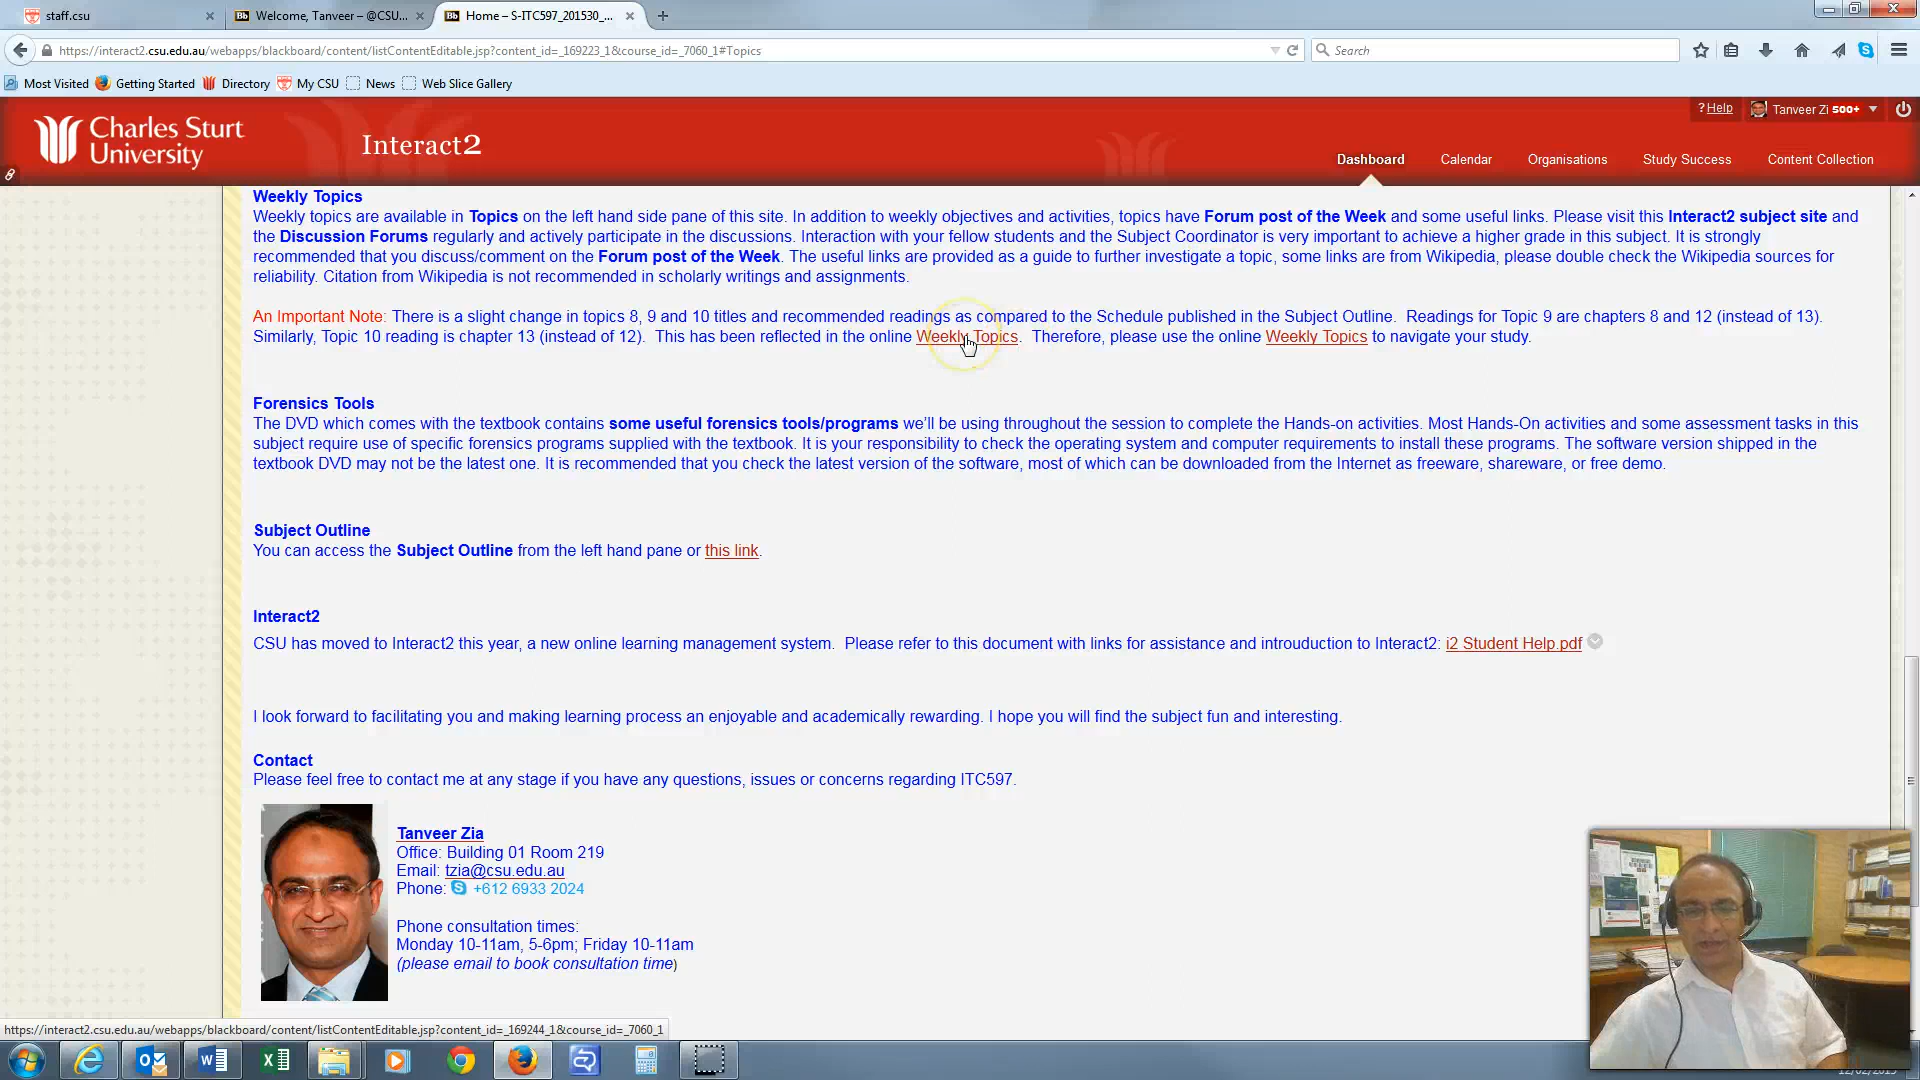 staff.csu
Welcome, Tanveer – @CSU...
Home – S-ITC597_201530_...
https://interact2.csu.edu.au/webapps/blackboard/content/listContentEditable.jsp?content_id=_169223_1&course_id=_7060_1#Topics
Search
Most Visited Getting Started Directory My CSU News Web Slice Gallery
? Help Tanveer Zi 500+
Charles Sturt
University
Interact2
Dashboard Calendar Organisations Study Success Content Collection
Weekly Topics
Weekly topics are available in Topics on the left hand side pane of this site. In addition to weekly objectives and activities, topics have Forum post of the Week and some useful links. Please visit this Interact2 subject site and
the Discussion Forums regularly and actively participate in the discussions. Interaction with your fellow students and the Subject Coordinator is very important to achieve a higher grade in this subject. It is strongly
recommended that you discuss/comment on the Forum post of the Week. The useful links are provided as a guide to further investigate a topic, some links are from Wikipedia, please double check the Wikipedia sources for
reliability. Citation from Wikipedia is not recommended in scholarly writings and assignments.
An Important Note: There is a slight change in topics 8, 9 and 10 titles and recommended readings as compared to the Schedule published in the Subject Outline. Readings for Topic 9 are chapters 8 and 12 (instead of 13).
Similarly, Topic 10 reading is chapter 13 (instead of 12). This has been reflected in the online Weekly Topics. Therefore, please use the online Weekly Topics to navigate your study.
Forensics Tools
The DVD which comes with the textbook contains some useful forensics tools/programs we'll be using throughout the session to complete the Hands-on activities. Most Hands-On activities and some assessment tasks in this
subject require use of specific forensics programs supplied with the textbook. It is your responsibility to check the operating system and computer requirements to install these programs. The software version shipped in the
textbook DVD may not be the latest one. It is recommended that you check the latest version of the software, most of which can be downloaded from the Internet as freeware, shareware, or free demo.
Subject Outline
You can access the Subject Outline from the left hand pane or this link.
Interact2
CSU has moved to Interact2 this year, a new online learning management system. Please refer to this document with links for assistance and introuduction to Interact2: i2 Student Help.pdf
I look forward to facilitating you and making learning process an enjoyable and academically rewarding. I hope you will find the subject fun and interesting.
Contact
Please feel free to contact me at any stage if you have any questions, issues or concerns regarding ITC597.
Tanveer Zia
Office: Building 01 Room 219
Email: tzia@csu.edu.au
Phone: +612 6933 2024
Phone consultation times:
Monday 10-11am, 5-6pm; Friday 10-11am
(please email to book consultation time)
https://interact2.csu.edu.au/webapps/blackboard/content/listContentEditable.jsp?content_id=_169244_1&course_id=_7060_1